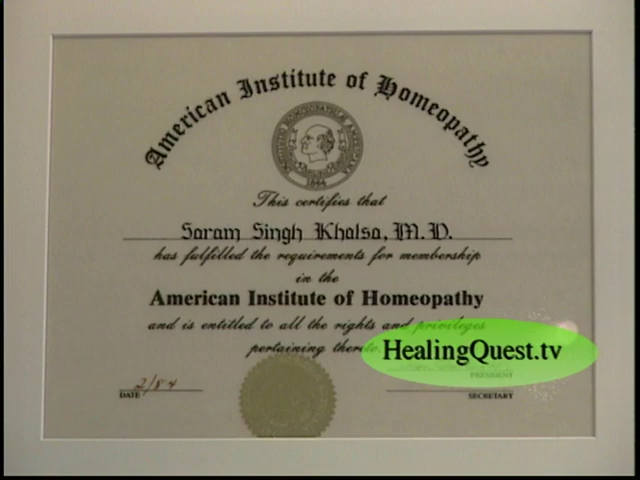 American Institute of Homeopathy
1844
This certifies that
Saram Singh Khalsa, M.D.
has fulfilled the requirements for membership
in the
American Institute of Homeopathy
and is entitled to all the rights and privileges
pertaining thereto.
HealingQuest.tv
PRESIDENT
2/84
DATE
SECRETARY